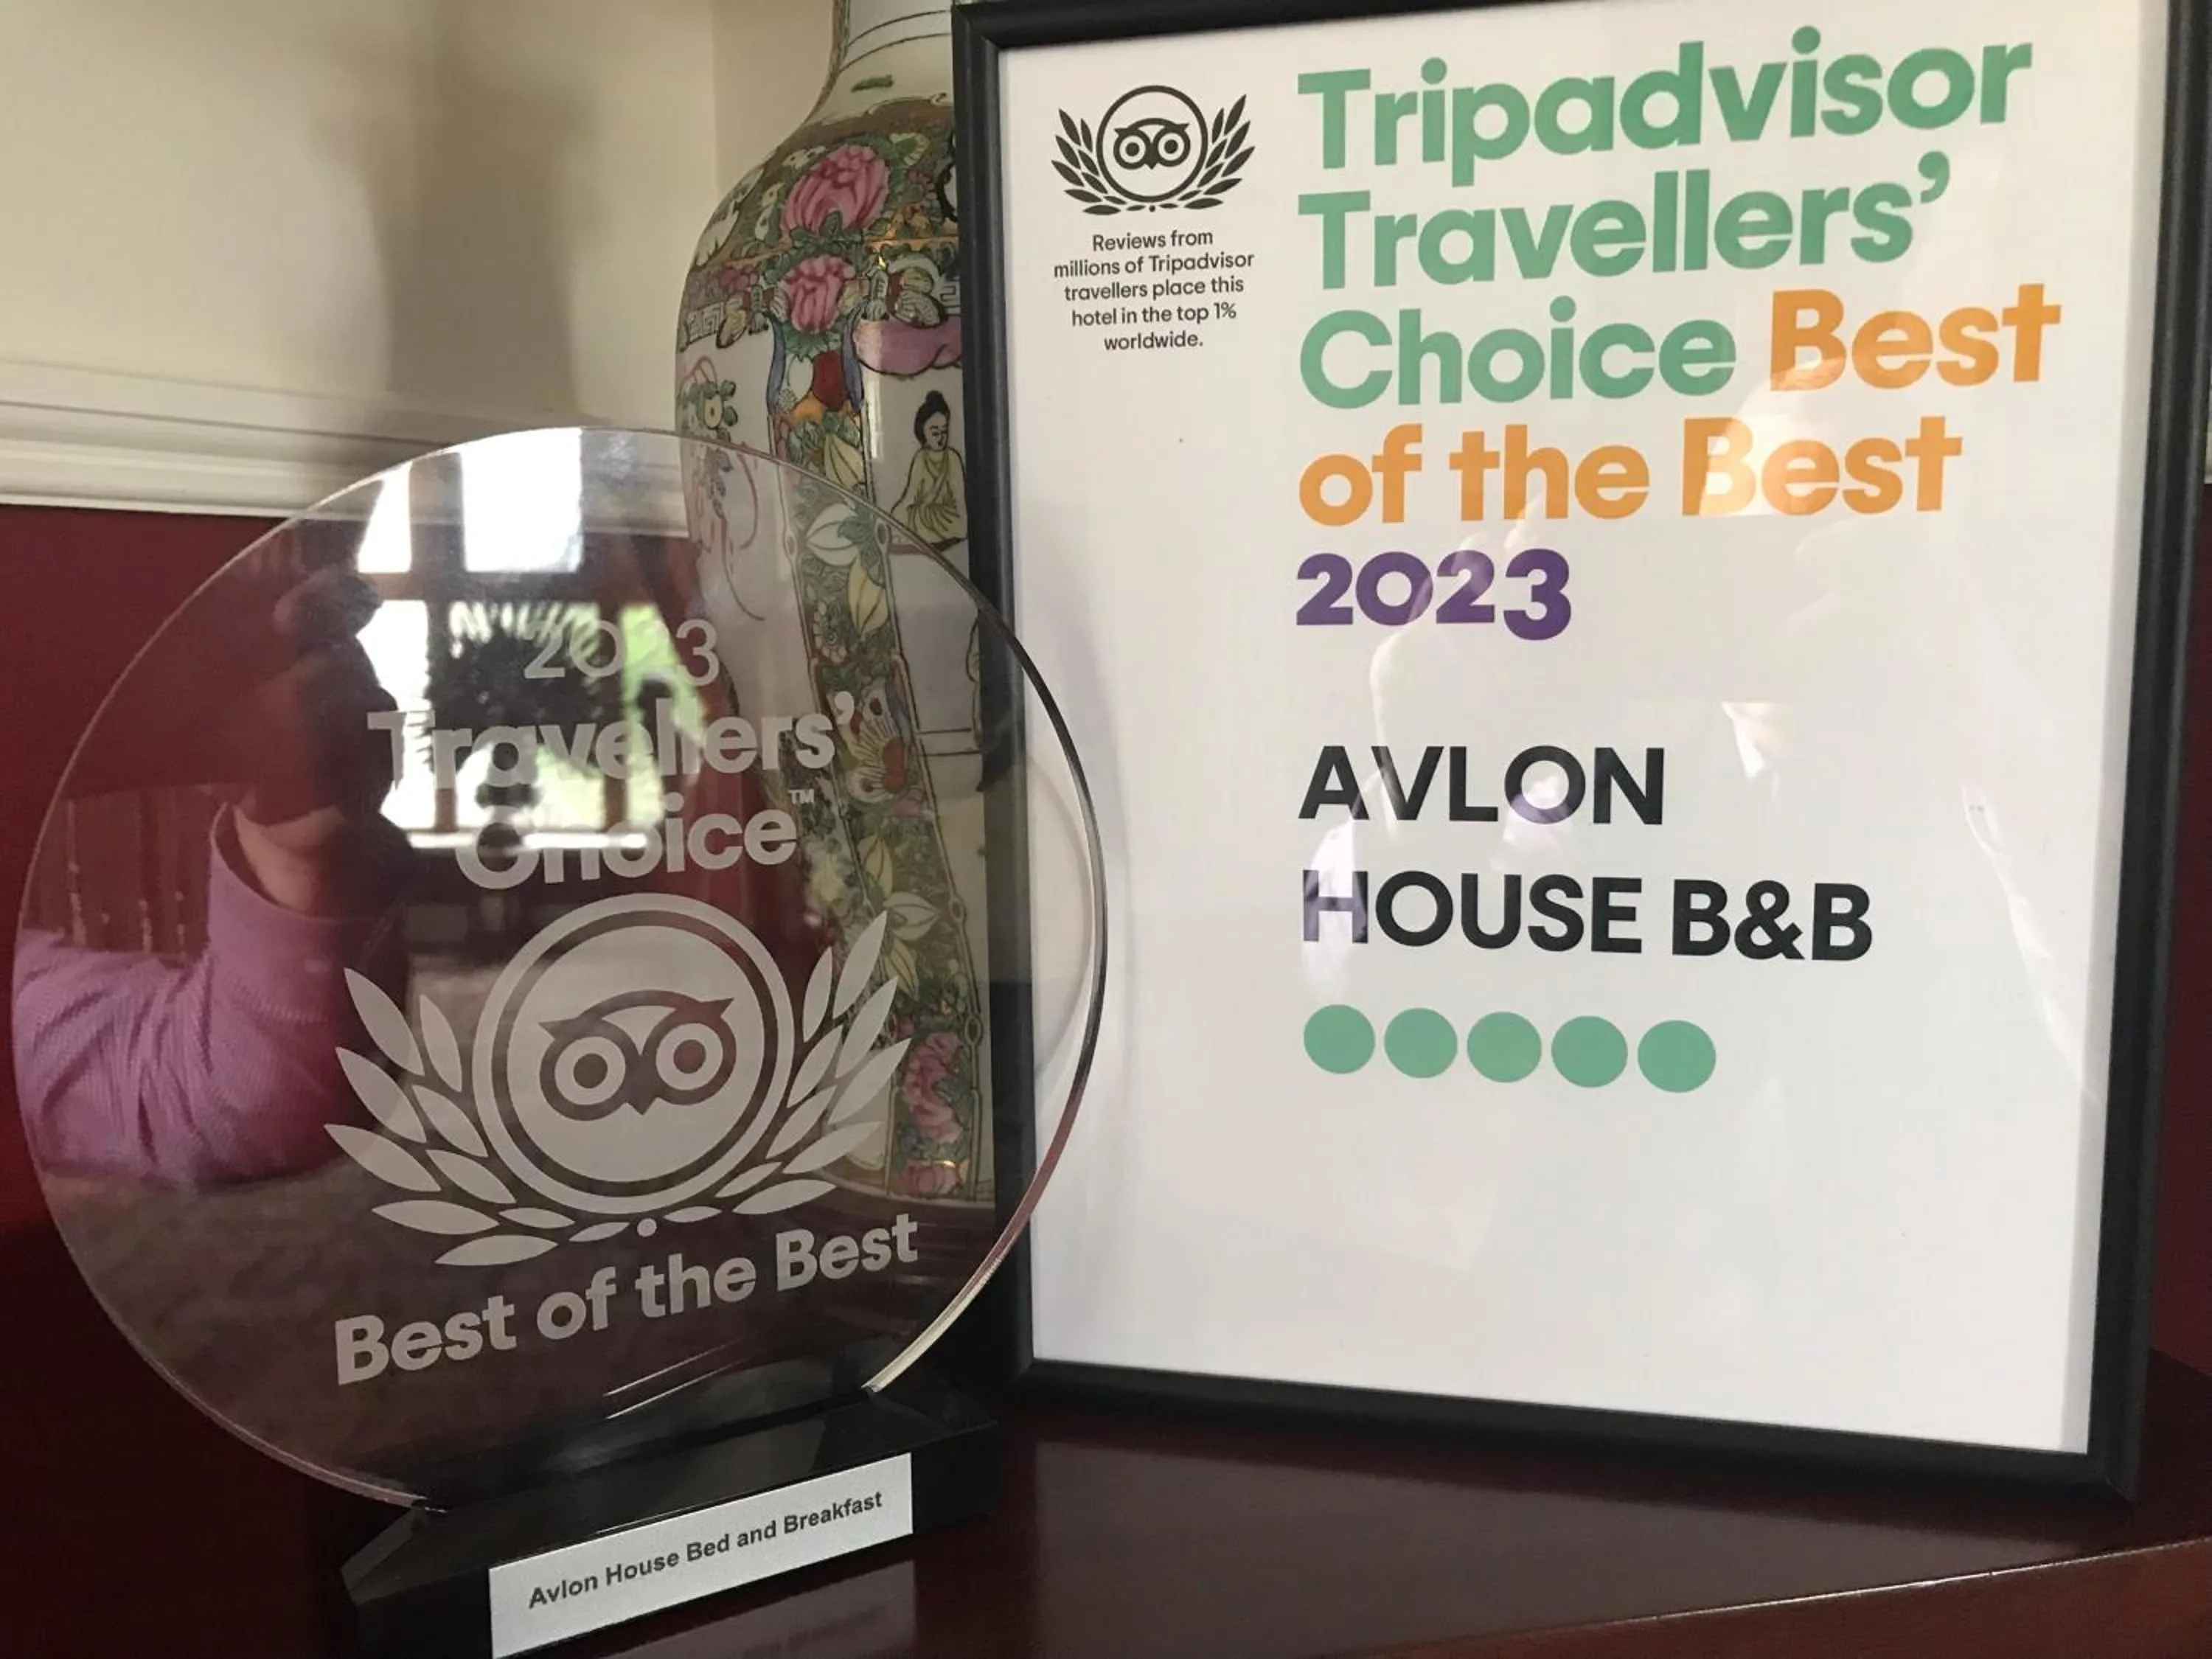 Tripadvisor
Travellers'
Choice Best
of the Best
2023
Reviews from
millions of Tripadvisor
travellers place this
hotel in the top 1%
worldwide.
AVLON
HOUSE B&B
2023
Travellers'
Choice™
Best of the Best
Avlon House Bed and Breakfast